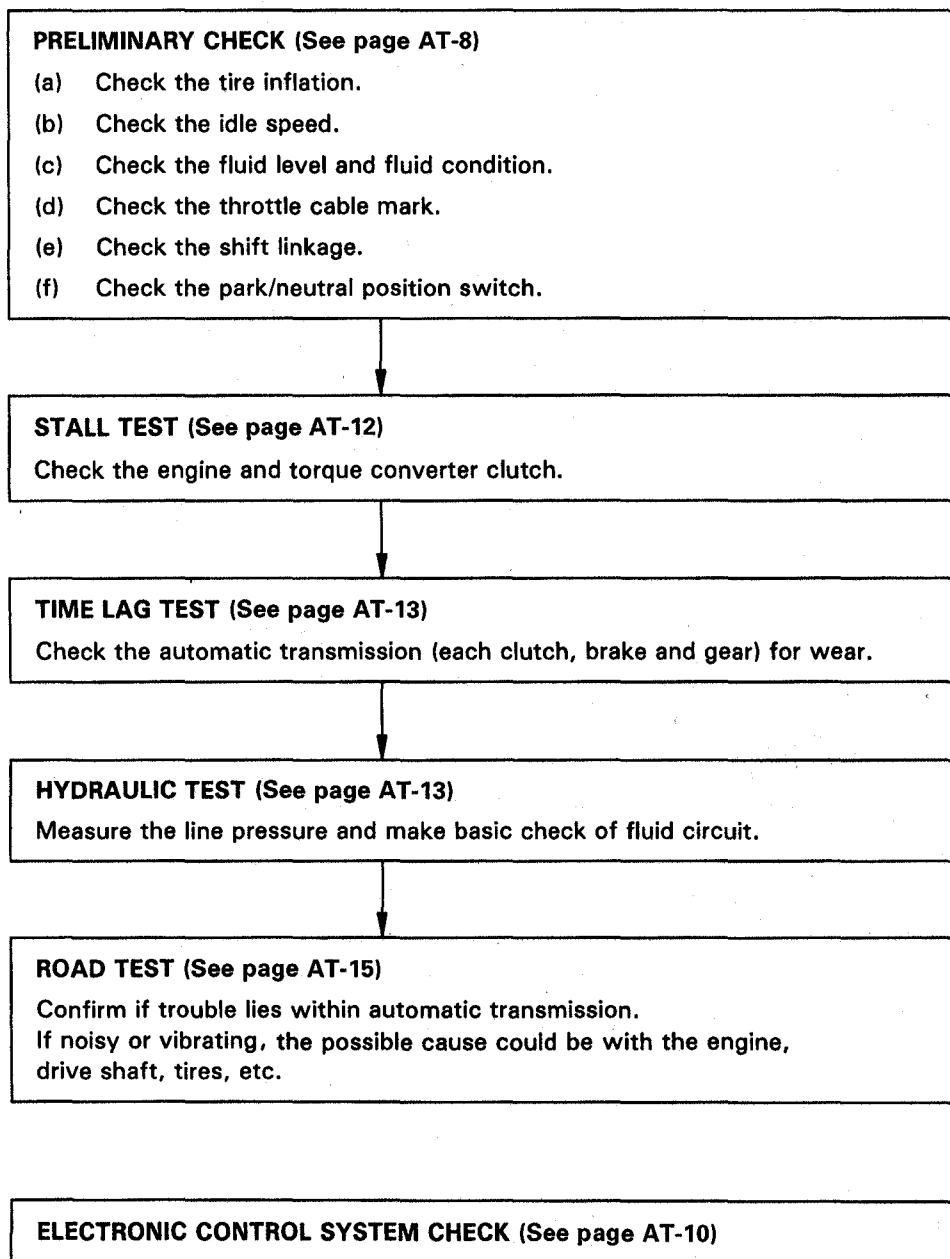 PRELIMINARY CHECK (See page AT-8)
(a) Check the tire inflation.
(b) Check the idle speed.
(c) Check the fluid level and fluid condition.
(d) Check the throttle cable mark.
(e) Check the shift linkage.
(f) Check the park/neutral position switch.
STALL TEST (See page AT-12)
Check the engine and torque converter clutch.
TIME LAG TEST (See page AT-13)
Check the automatic transmission (each clutch, brake and gear) for wear.
HYDRAULIC TEST (See page AT-13)
Measure the line pressure and make basic check of fluid circuit.
ROAD TEST (See page AT-15)
Confirm if trouble lies within automatic transmission.
If noisy or vibrating, the possible cause could be with the engine,
drive shaft, tires, etc.
ELECTRONIC CONTROL SYSTEM CHECK (See page AT-10)